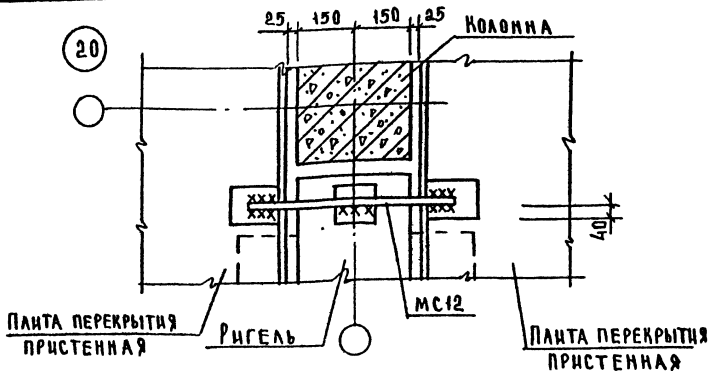 25 150 150 25
20
Колонна
40
МС12
Плита перекрытия
пристенная
Ригель
Плита перекрытия
пристенная